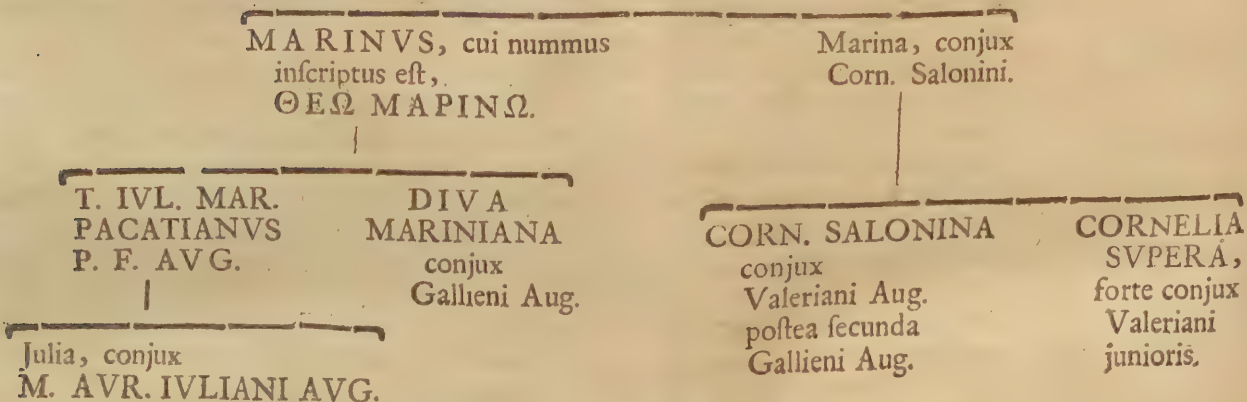 MARINVS, cui nummus
inſcriptus eſt,
ΘΕΩ ΜΑΡΙΝΩ.
Marina, conjux
Corn. Salonini.
T. IVL. MAR.
PACATIANVS
P. F. AVG.
DIVA
MARINIANA
conjux
Gallieni Aug.
CORN. SALONINA
conjux
Valeriani Aug.
poſtea ſecunda
Gallieni Aug.
CORNELIA
SVPERA,
forte conjux
Valeriani
junioris.
Julia, conjux
M. AVR. IVLIANI AVG.